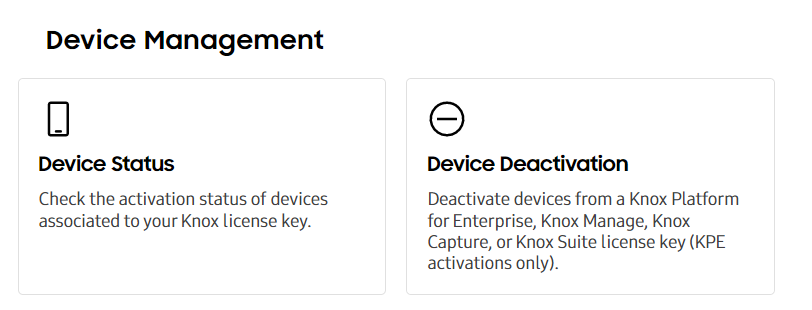 Device Management
Device Status
Check the activation status of devices
associated to your Knox license key.
Device Deactivation
Deactivate devices from a Knox Platform
for Enterprise, Knox Manage, Knox
Capture, or Knox Suite license key (KPE
activations only).